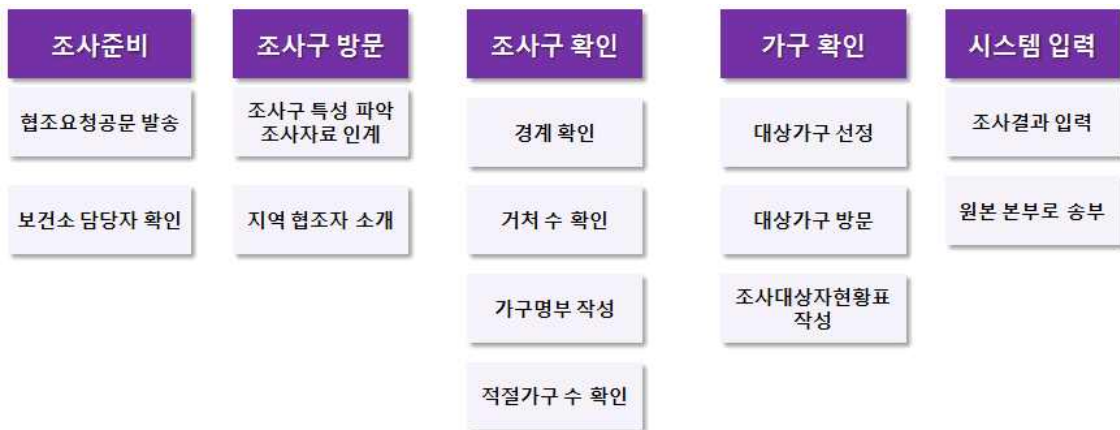 조사준비
협조요청공문 발송
보건소 담당자 확인
조사구 방문
조사구 특성 파악
조사자료 인계
지역 협조자 소개
조사구 확인
경계 확인
거처 수 확인
가구명부 작성
적절가구 수 확인
가구 확인
대상가구 선정
대상가구 방문
조사대상자현황표
작성
시스템 입력
조사결과 입력
원본 본부로 송부